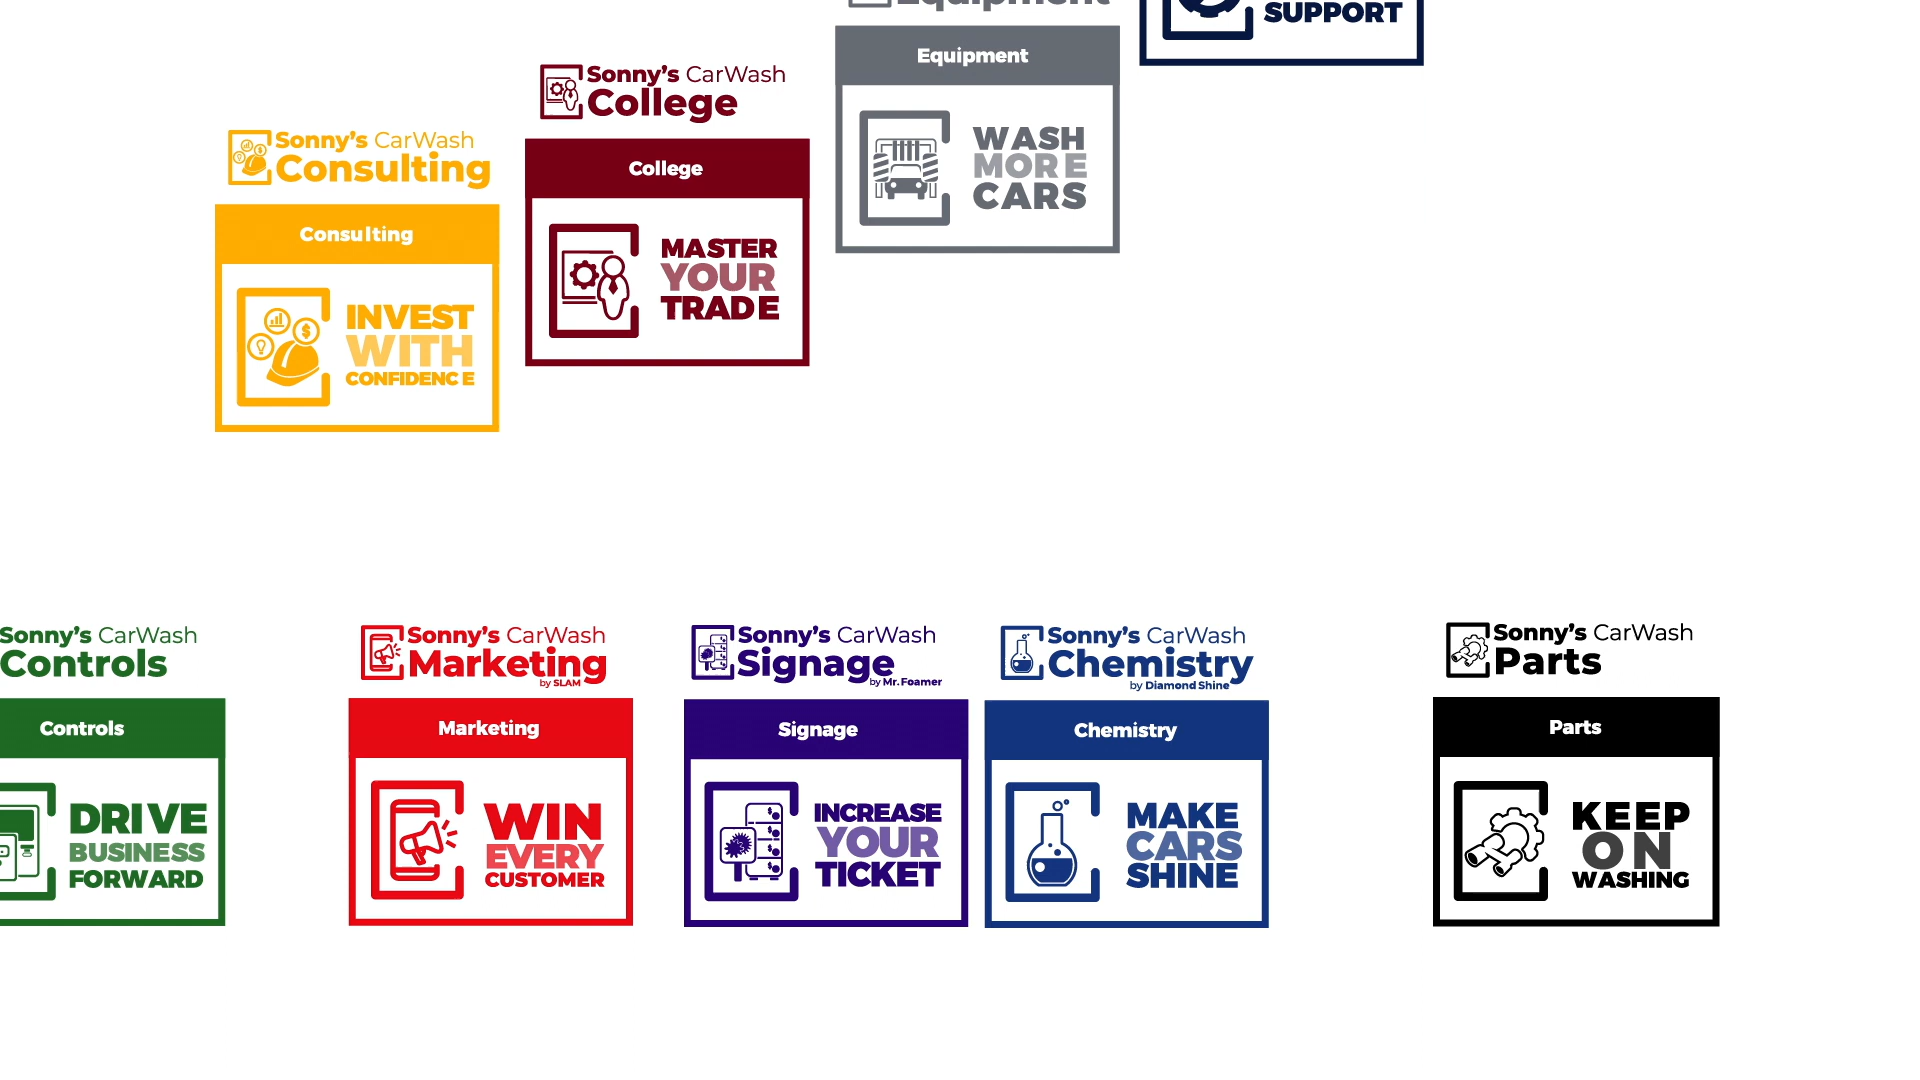 Equipment
SUPPORT
Equipment
WASH
MORE
CARS
Sonny's CarWash
College
College
MASTER
YOUR
TRADE
Sonny's CarWash
Consulting
Consulting
INVEST
WITH
CONFIDENCE
Sonny's CarWash
Controls
Controls
DRIVE
BUSINESS
FORWARD
Sonny's CarWash
Marketing
by SLAM
Marketing
WIN
EVERY
CUSTOMER
Sonny's CarWash
Signage
by Mr. Foamer
Signage
INCREASE
YOUR
TICKET
Sonny's CarWash
Chemistry
by Diamond Shine
Chemistry
MAKE
CARS
SHINE
Sonny's CarWash
Parts
Parts
KEEP
ON
WASHING